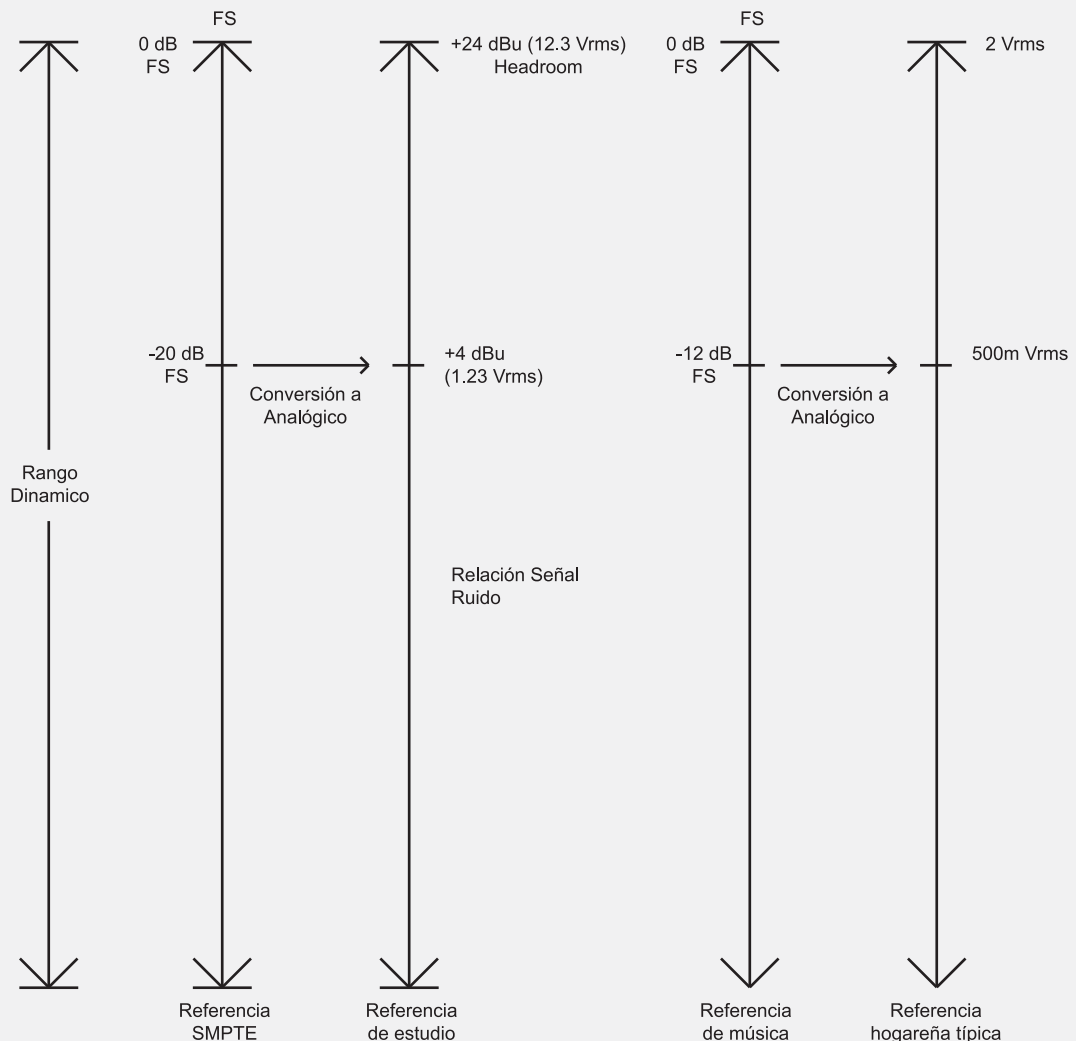 FS
0 dB
FS
+24 dBu (12.3 Vrms)
Headroom
FS
0 dB
FS
2 Vrms
-20 dB
FS
Conversión a
Analógico
+4 dBu
(1.23 Vrms)
-12 dB
FS
Conversión a
Analógico
500m Vrms
Rango
Dinamico
Relación Señal
Ruido
Referencia
SMPTE
Referencia
de estudio
Referencia
de música
Referencia
hogareña típica